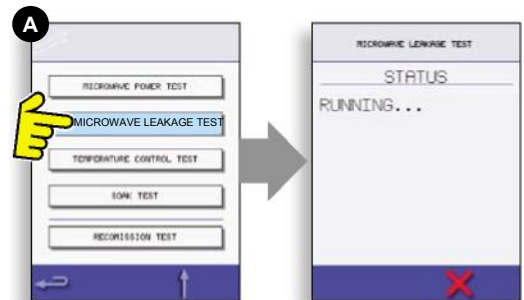 A
MICROWAVE POWER TEST
MICROWAVE LEAKAGE TEST
TEMPERATURE CONTROL TEST
SOAK TEST
RECOMISSION TEST
MICROWAVE LEAKAGE TEST
STATUS
RUNNING...